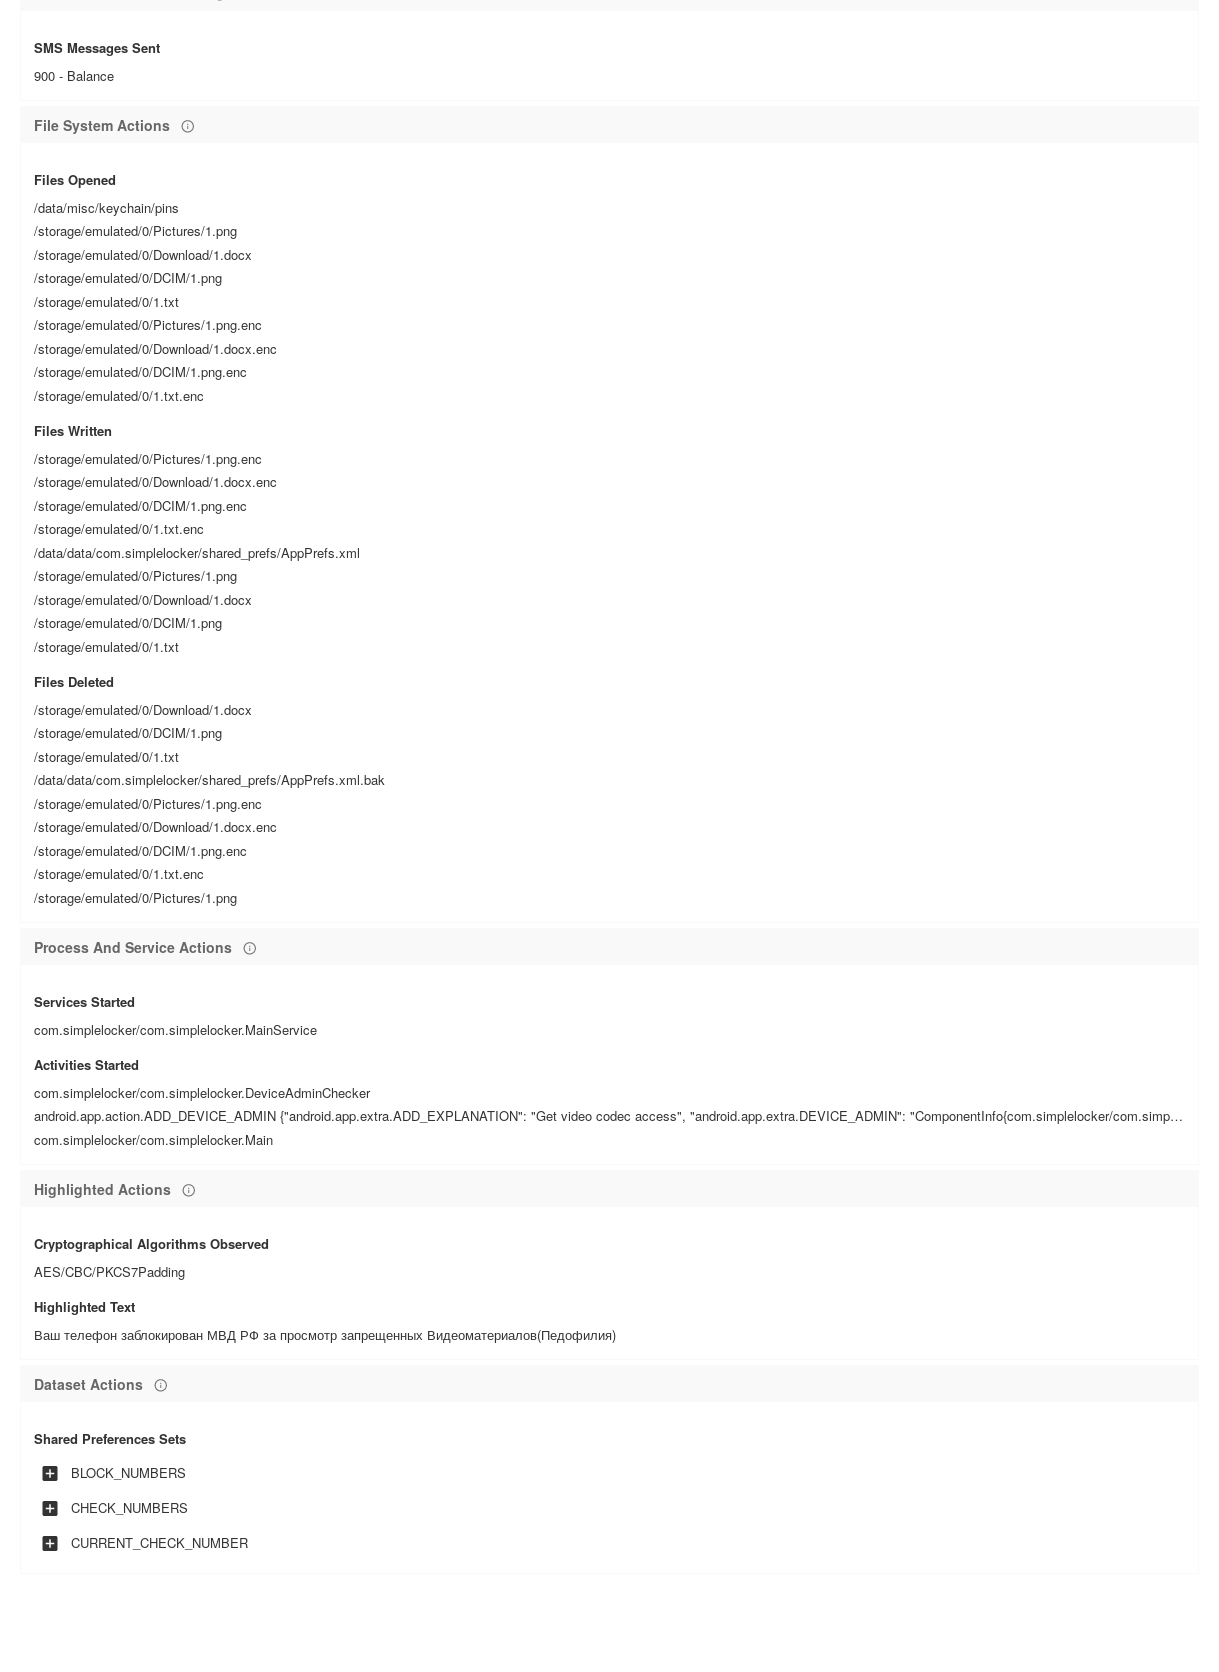 SMS Messages Sent
900 - Balance
File System Actions
Files Opened
/data/misc/keychain/pins
/storage/emulated/0/Pictures/1.png
/storage/emulated/0/Download/1.docx
/storage/emulated/0/DCIM/1.png
/storage/emulated/0/1.txt
/storage/emulated/0/Pictures/1.png.enc
/storage/emulated/0/Download/1.docx.enc
/storage/emulated/0/DCIM/1.png.enc
/storage/emulated/0/1.txt.enc
Files Written
/storage/emulated/0/Pictures/1.png.enc
/storage/emulated/0/Download/1.docx.enc
/storage/emulated/0/DCIM/1.png.enc
/storage/emulated/0/1.txt.enc
/data/data/com.simplelocker/shared_prefs/AppPrefs.xml
/storage/emulated/0/Pictures/1.png
/storage/emulated/0/Download/1.docx
/storage/emulated/0/DCIM/1.png
/storage/emulated/0/1.txt
Files Deleted
/storage/emulated/0/Download/1.docx
/storage/emulated/0/DCIM/1.png
/storage/emulated/0/1.txt
/data/data/com.simplelocker/shared_prefs/AppPrefs.xml.bak
/storage/emulated/0/Pictures/1.png.enc
/storage/emulated/0/Download/1.docx.enc
/storage/emulated/0/DCIM/1.png.enc
/storage/emulated/0/1.txt.enc
/storage/emulated/0/Pictures/1.png
Process And Service Actions
Services Started
com.simplelocker/com.simplelocker.MainService
Activities Started
com.simplelocker/com.simplelocker.DeviceAdminChecker
android.app.action.ADD_DEVICE_ADMIN {"android.app.extra.ADD_EXPLANATION": "Get video codec access", "android.app.extra.DEVICE_ADMIN": "ComponentInfo{com.simplelocker/com.simp…
com.simplelocker/com.simplelocker.Main
Highlighted Actions
Cryptographical Algorithms Observed
AES/CBC/PKCS7Padding
Highlighted Text
Ваш телефон заблокирован МВД РФ за просмотр запрещенных Видеоматериалов(Педофилия)
Dataset Actions
Shared Preferences Sets
BLOCK_NUMBERS
CHECK_NUMBERS
CURRENT_CHECK_NUMBER